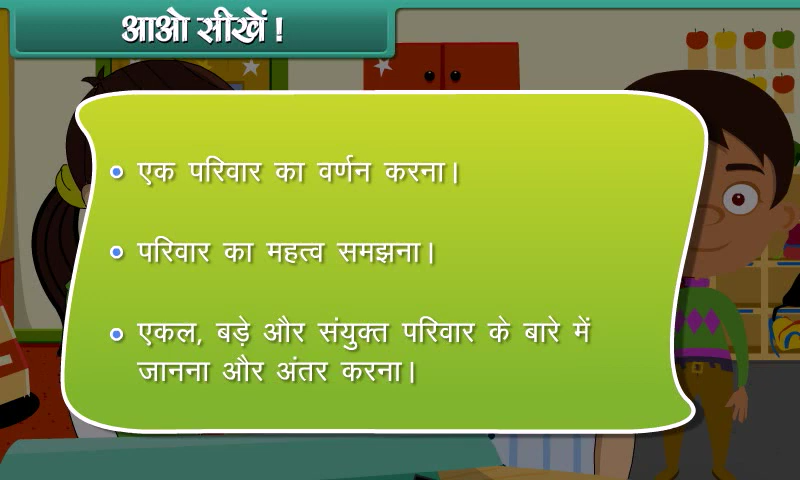 आओ सीखें!
एक परिवार का वर्णन करना।
परिवार का महत्व समझना।
एकल, बड़े और संयुक्त परिवार के बारे में
जानना और अंतर करना।